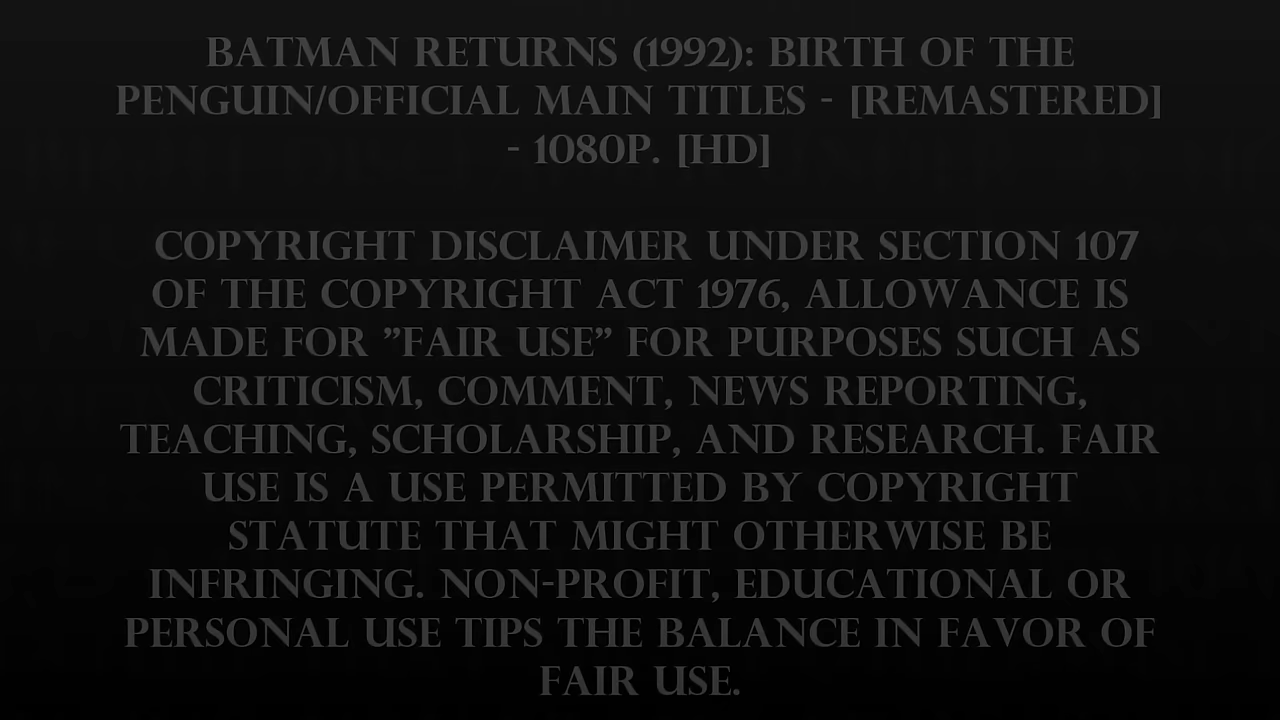 BATMAN RETURNS (1992): BIRTH OF THE
PENGUIN/OFFICIAL MAIN TITLES - [REMASTERED]
- 1080P. [HD]
COPYRIGHT DISCLAIMER UNDER SECTION 107
OF THE COPYRIGHT ACT 1976, ALLOWANCE IS
MADE FOR ”FAIR USE” FOR PURPOSES SUCH AS
CRITICISM, COMMENT, NEWS REPORTING,
TEACHING, SCHOLARSHIP, AND RESEARCH. FAIR
USE IS A USE PERMITTED BY COPYRIGHT
STATUTE THAT MIGHT OTHERWISE BE
INFRINGING. NON-PROFIT, EDUCATIONAL OR
PERSONAL USE TIPS THE BALANCE IN FAVOR OF
FAIR USE.